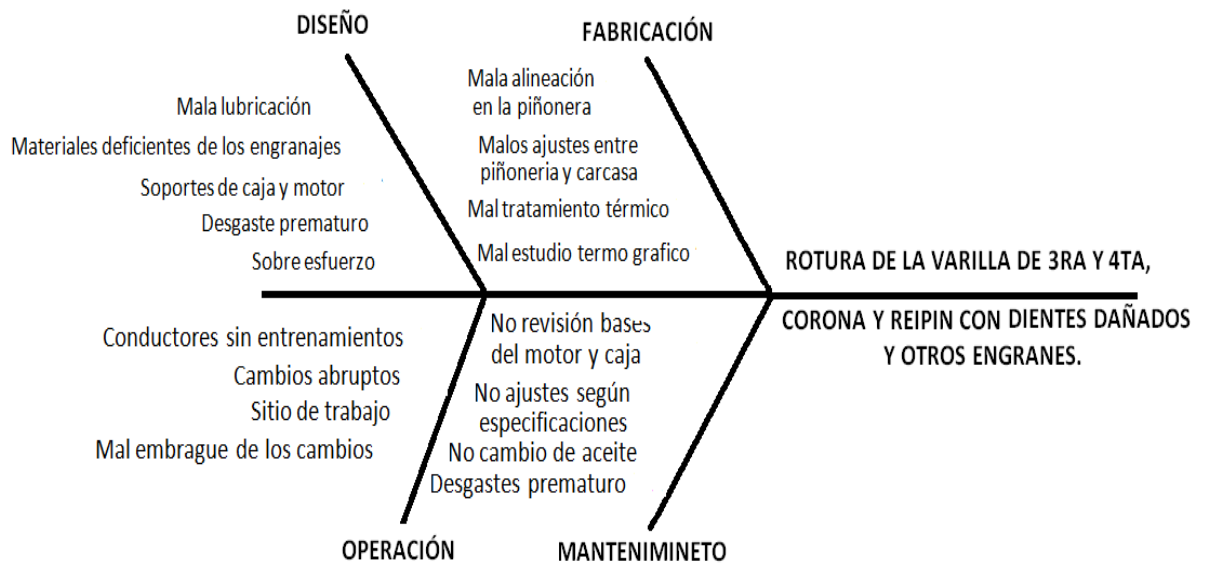 DISEÑO
Mala lubricación
Materiales deficientes de los engranajes
Soportes de caja y motor
Desgaste prematuro
Sobre esfuerzo
FABRICACIÓN
Mala alineación
en la piñonera
Malos ajustes entre
piñoneria y carcasa
Mal tratamiento térmico
Mal estudio termo grafico
ROTURA DE LA VARILLA DE 3RA Y 4TA,
CORONA Y REIPIN CON DIENTES DAÑADOS
Y OTROS ENGRANES.
Conductores sin entrenamientos
Cambios abruptos
Sitio de trabajo
Mal embrague de los cambios
OPERACIÓN
No revisión bases
del motor y caja
No ajustes según
especificaciones
No cambio de aceite
Desgastes prematuro
MANTENIMINETO